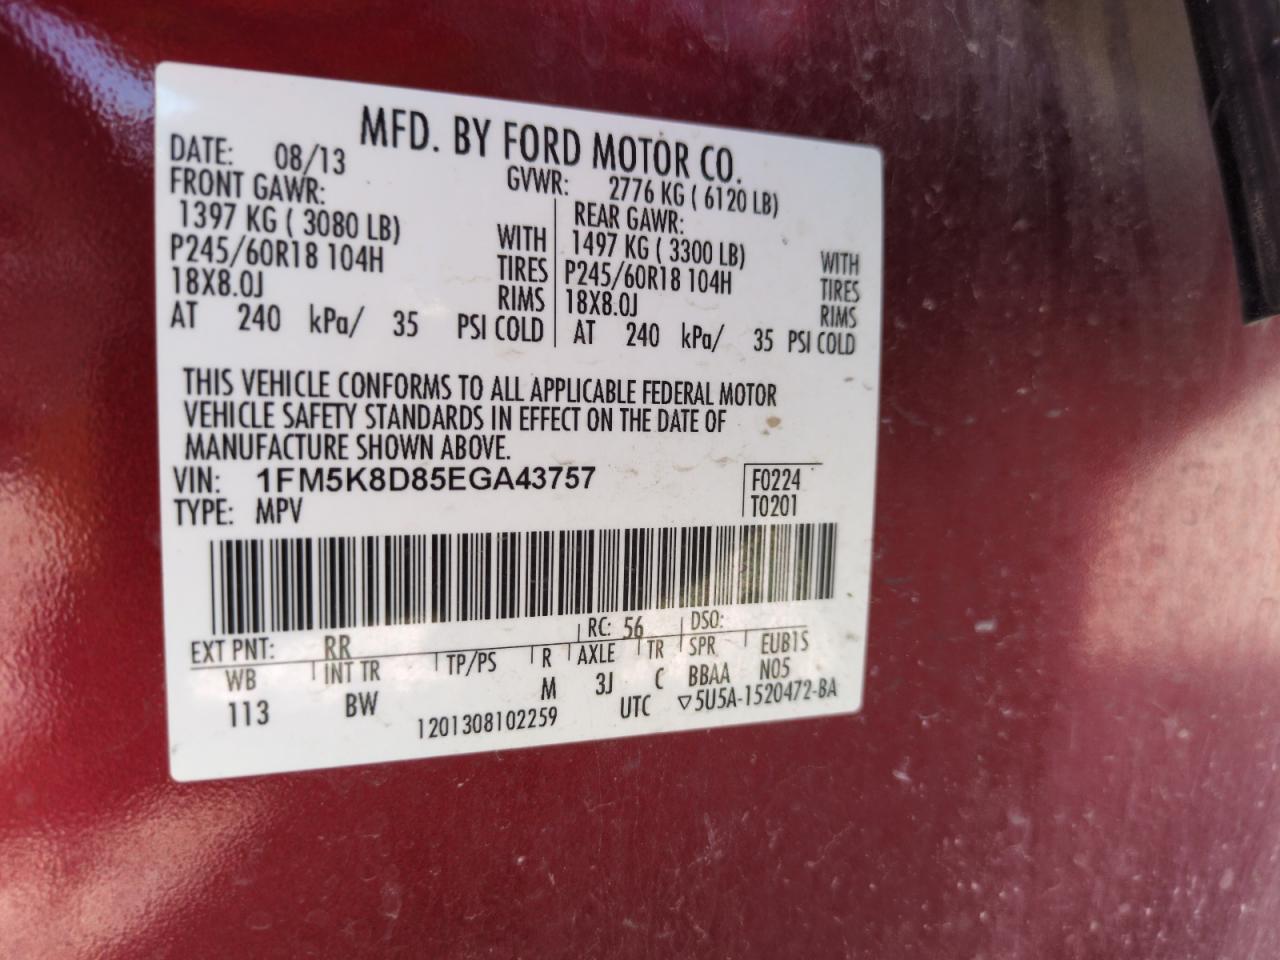 MFD. BY FORD MOTOR CO.
DATE: 08/13 GVWR: 2776 KG ( 6120 LB)
FRONT GAWR: REAR GAWR:
1397 KG ( 3080 LB) WITH 1497 KG ( 3300 LB) WITH
P245/60R18 104H TIRES P245/60R18 104H TIRES
18X8.0J RIMS 18X8.0J RIMS
AT 240 kPa/ 35 PSI COLD AT 240 kPa/ 35 PSI COLD
THIS VEHICLE CONFORMS TO ALL APPLICABLE FEDERAL MOTOR
VEHICLE SAFETY STANDARDS IN EFFECT ON THE DATE OF
MANUFACTURE SHOWN ABOVE.
VIN: 1FM5K8D85EGA43757 F0224
TYPE: MPV T0201
EXT PNT: RR RC: 56 DSO:
WB INT TR TP/PS R AXLE TR SPR EUB1S
113 BW M 3J C BBAA N05
1201308102259 UTC ▽5U5A-1520472-BA